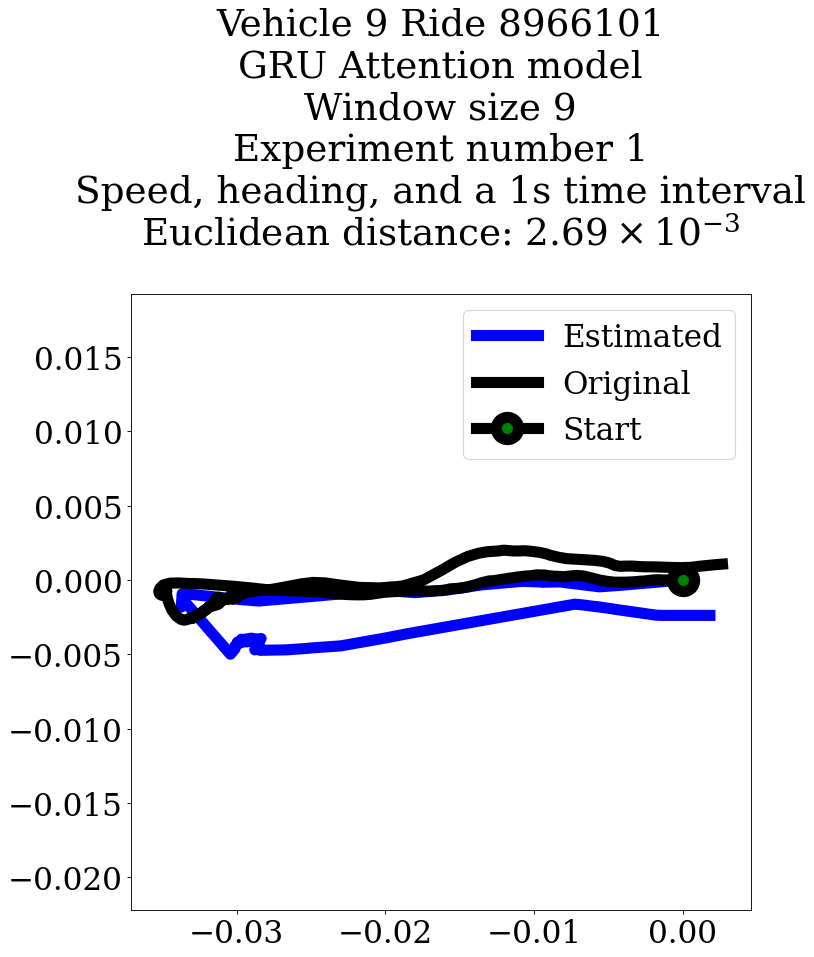 Vehicle 9 Ride 8966101
GRU Attention model
Window size 9
Experiment number 1
Speed, heading, and a 1s time interval
Euclidean distance: 2.69 × 10⁻³
Estimated
Original
Start
0.015
0.010
0.005
0.000
−0.005
−0.010
−0.015
−0.020
−0.03
−0.02
−0.01
0.00